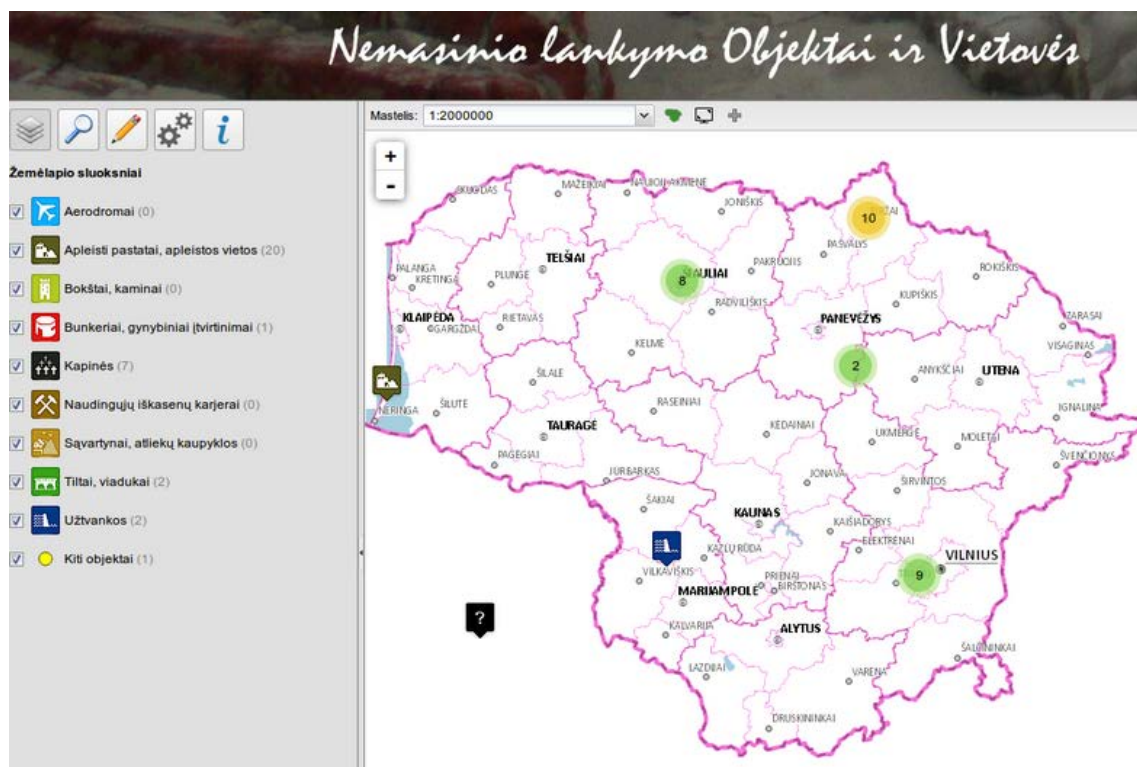 Nemasinio lankymo Objektai ir Vietovės
Mastelis: 1:2000000
Žemėlapio sluoksniai
Aerodromai (0)
Apleisti pastatai, apleistos vietos (20)
Bokštai, kaminai (0)
Bunkeriai, gynybiniai įtvirtinimai (1)
Kapinės (7)
Naudingųjų iškasenų karjerai (0)
Sąvartynai, atliekų kaupyklos (0)
Tiltai, viadukai (2)
Užtvankos (2)
Kiti objektai (1)
+
-
SKUODAS
MAŽEIKIAI
NAUJOJI AKMENĖ
JONIŠKIS
10
PASVALYS
TELŠIAI
PALANGA
KRETINGA
PLUNGĖ
8
ŠIAULIAI
PAKRUOJIS
ROKIŠKIS
RADVILIŠKIS
KUPIŠKIS
KLAIPĖDA
GARGŽDAI
RIETAVAS
PANEVĖŽYS
ZARASAI
VISAGINAS
KELMĖ
2
ANYKŠČIAI
UTENA
ŠILALĖ
NERINGA
ŠILUTĖ
RASEINIAI
IGNALINA
TAURAGĖ
KĖDAINIAI
UKMERGĖ
MOLĖTAI
PAGĖGIAI
JURBARKAS
JONAVA
ŠIRVINTOS
ŠVENČIONYS
ŠAKIAI
KAUNAS
KAIŠIADORYS
ELEKTRĖNAI
VILNIUS
KAZLŲ RŪDA
VILKAVIŠKIS
9
MARIJAMPOLĖ
PRIENAI
BIRŠTONAS
?
KALVARIJA
ALYTUS
ŠALČININKAI
LAZDIJAI
VARĖNA
DRUSKININKAI